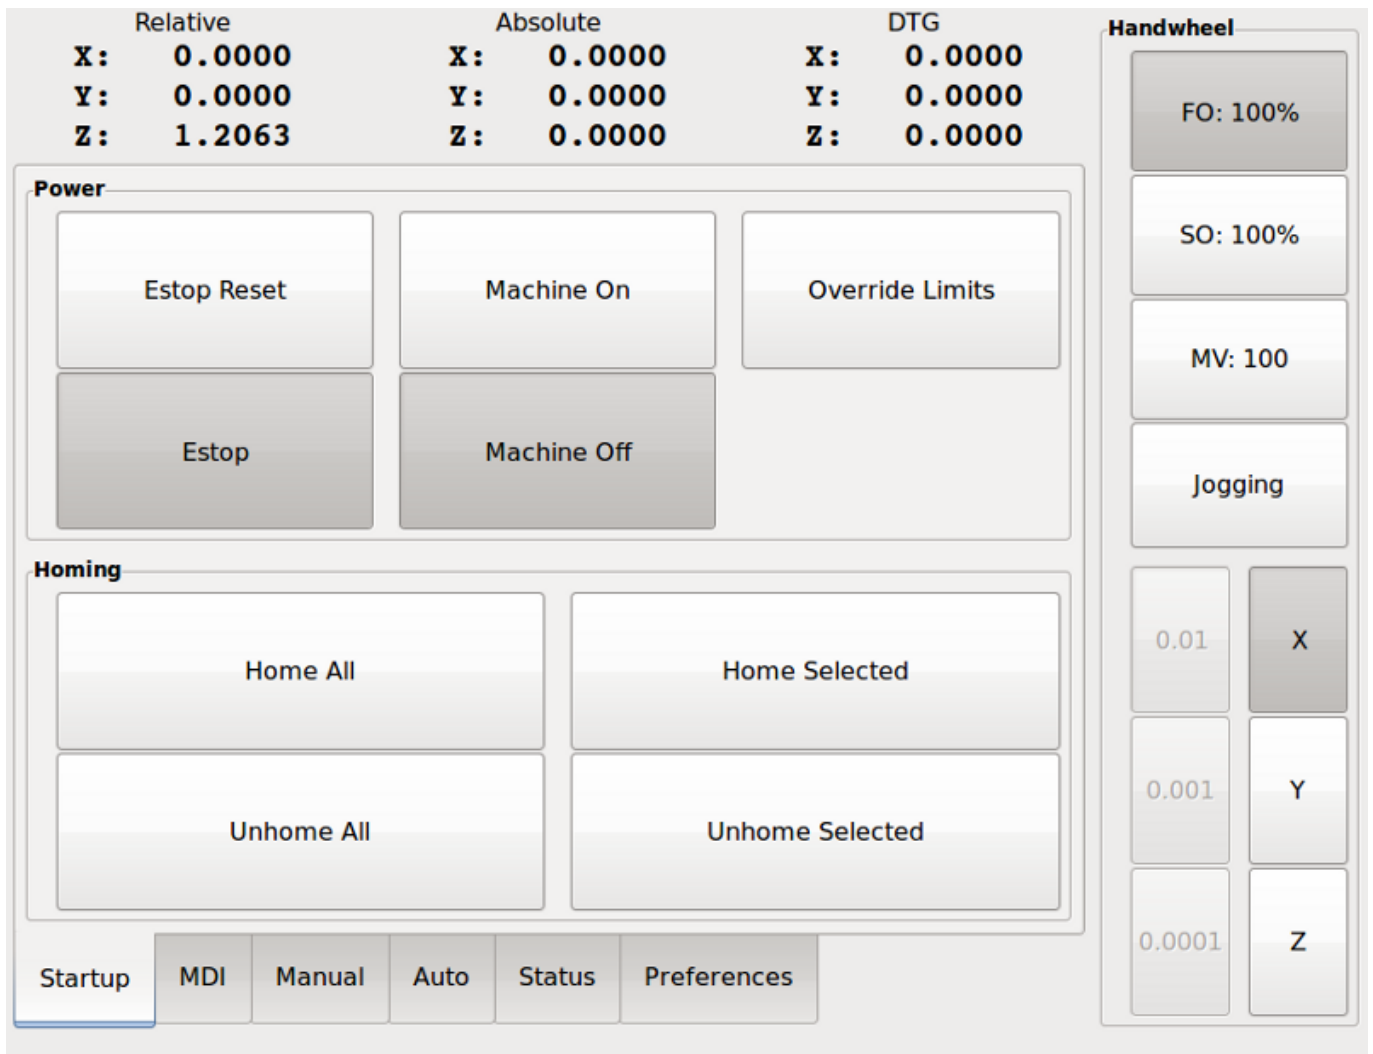 Relative Absolute DTG
X: 0.0000 X: 0.0000 X: 0.0000
Y: 0.0000 Y: 0.0000 Y: 0.0000
Z: 1.2063 Z: 0.0000 Z: 0.0000
Power
Estop Reset Machine On Override Limits
Estop Machine Off
Homing
Home All Home Selected
Unhome All Unhome Selected
Startup MDI Manual Auto Status Preferences
Handwheel
FO: 100%
SO: 100%
MV: 100
Jogging
0.01 X
0.001 Y
0.0001 Z